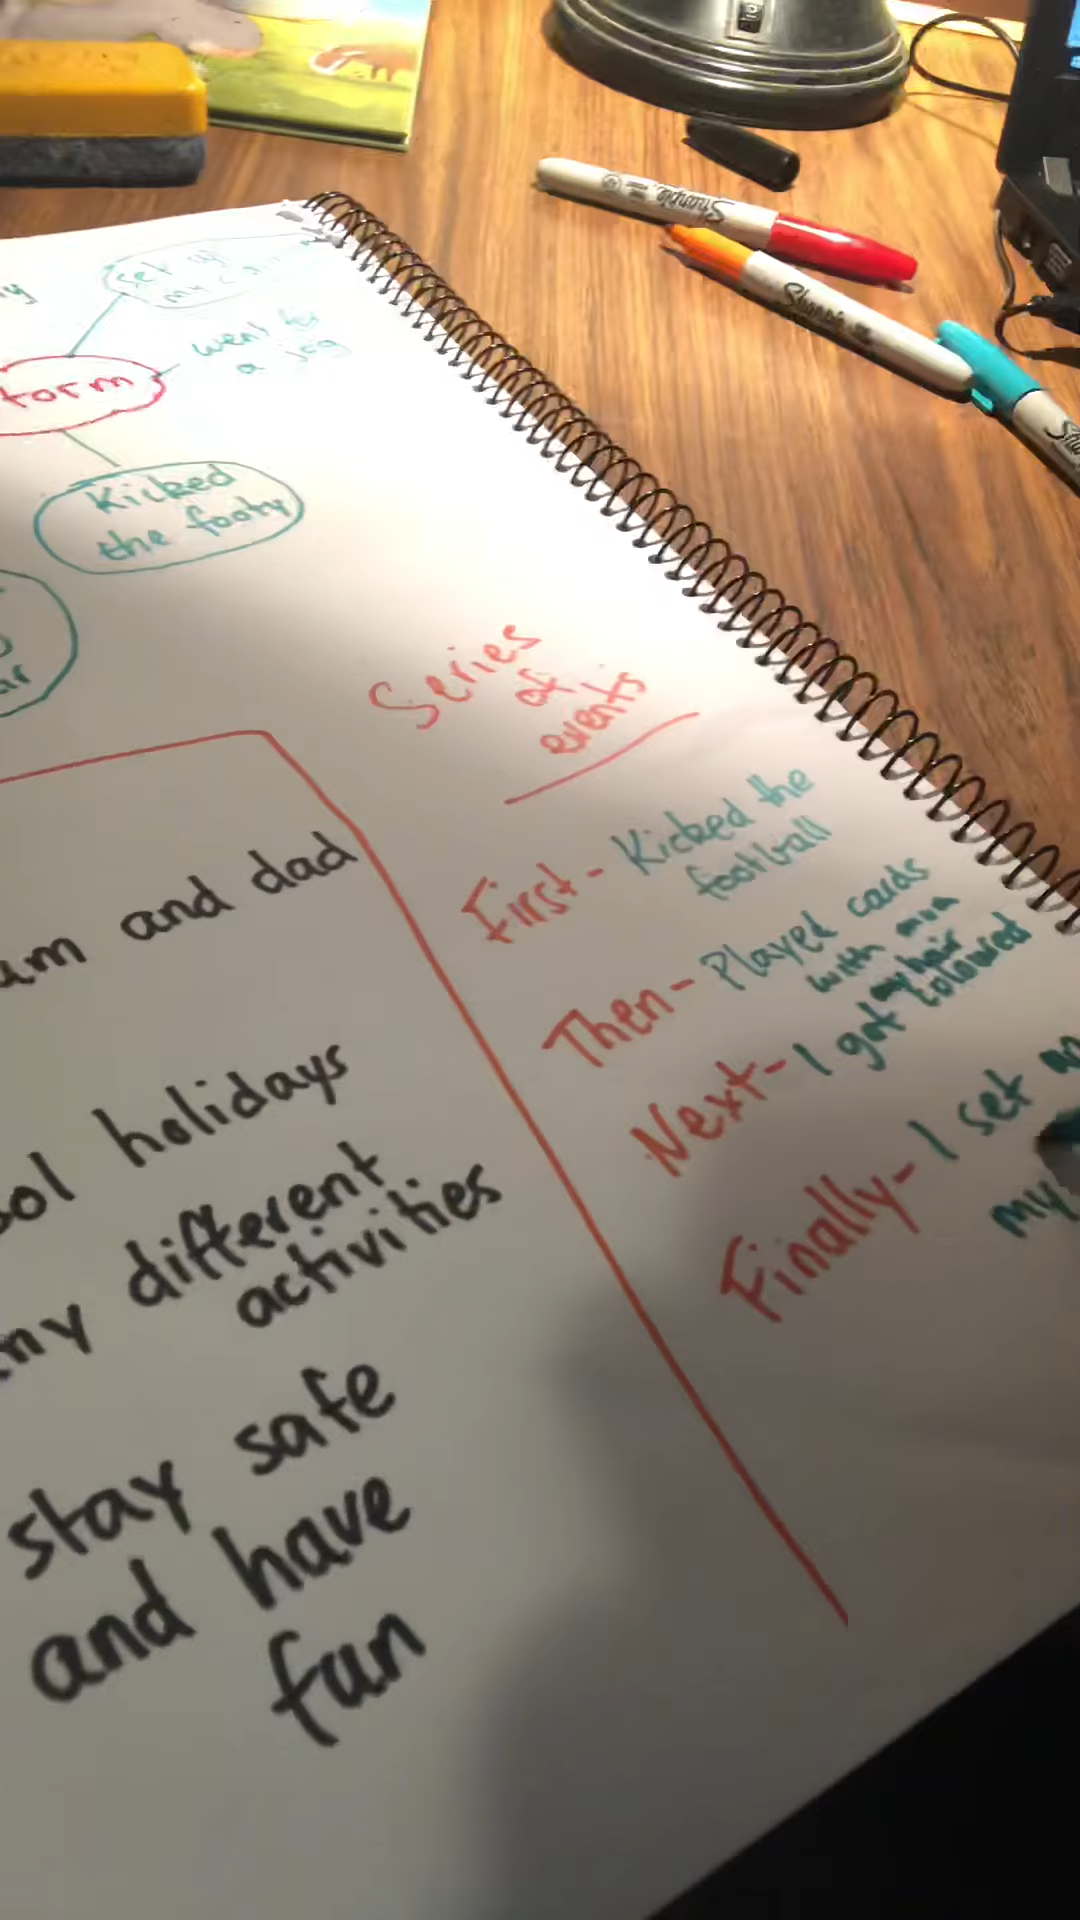 set up
my
went for
a jog
torm
Kicked
the footy
Series
of
events
First - Kicked the
football
Then - Played cards
with mum
Next - I got my hair
coloured
Finally - I set
my
and dad
holidays
different
activities
stay safe
and have
fun
Sharpie
Sharpie